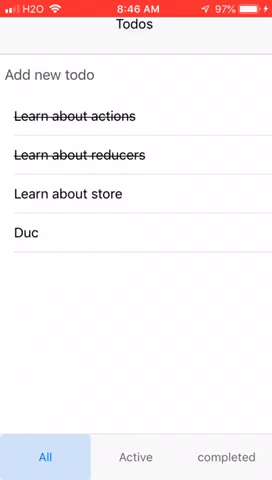 H2O 8:46 AM 97%
Todos
Add new todo
Learn about actions
Learn about reducers
Learn about store
Duc
All Active completed